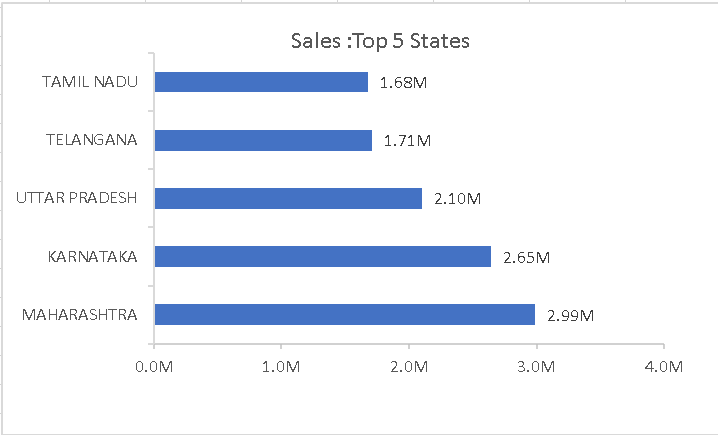 Sales :Top 5 States
TAMIL NADU 1.68M
TELANGANA 1.71M
UTTAR PRADESH 2.10M
KARNATAKA 2.65M
MAHARASHTRA 2.99M
0.0M 1.0M 2.0M 3.0M 4.0M